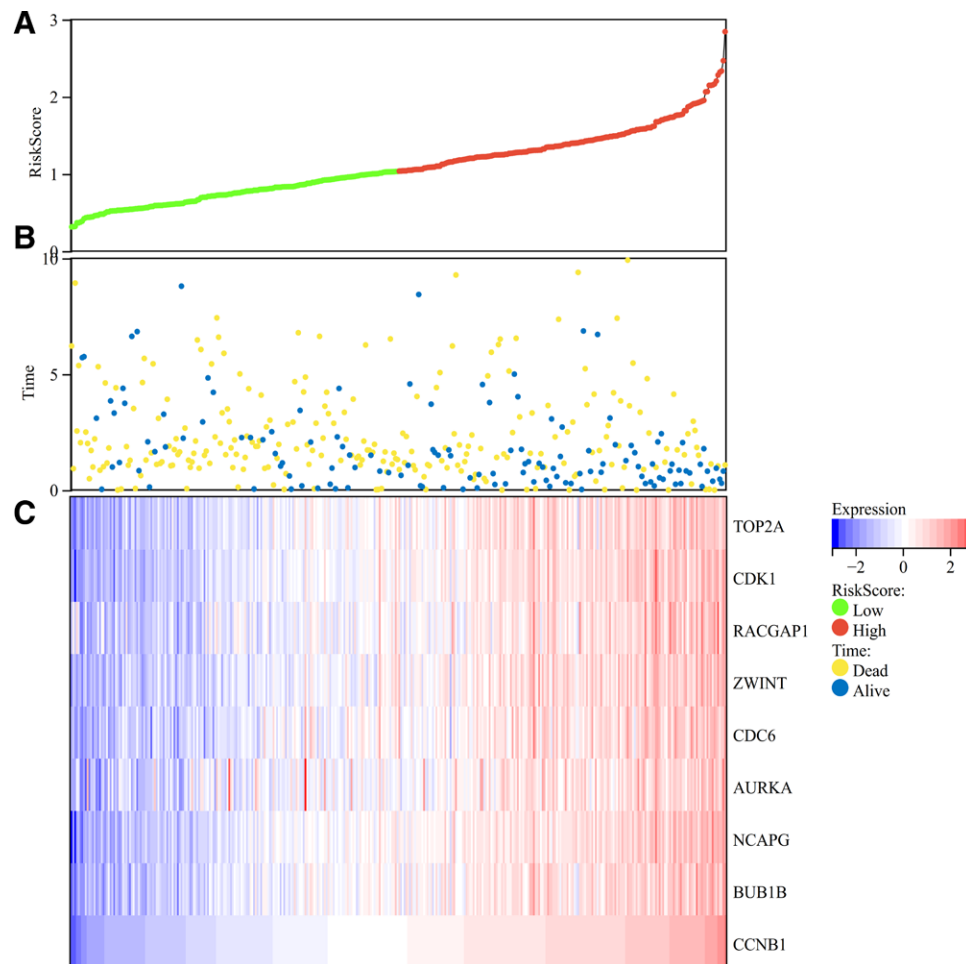 A
3
2
1
0
RiskScore
B
10
5
0
Time
C
TOP2A
CDK1
RACGAP1
ZWINT
CDC6
AURKA
NCAPG
BUB1B
CCNB1
Expression
−2 0 2
RiskScore:
Low
High
Time:
Dead
Alive